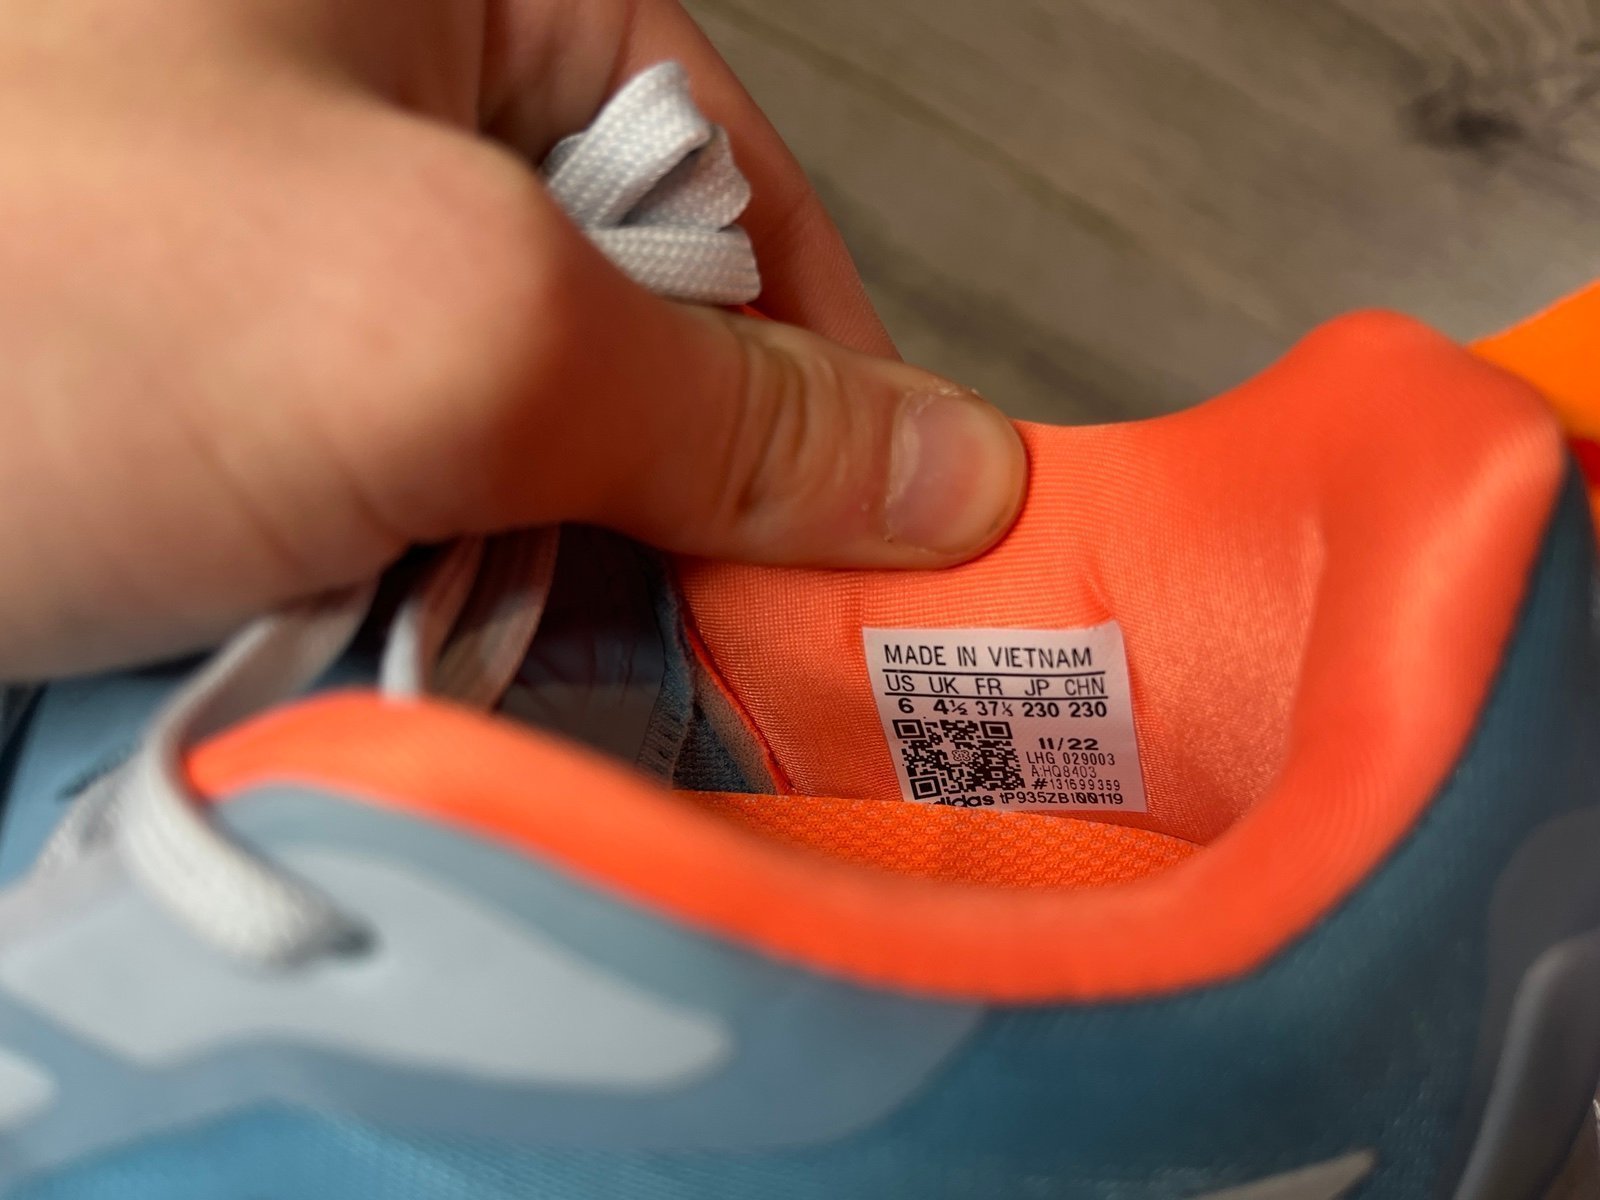 MADE IN VIETNAM
US UK FR JP CHN
6 4½ 37⅓ 230 230
11/22
LHG 029003
A:HQ8403
#131699359
adidas tP935ZB100119